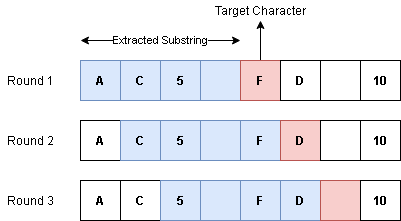 Target Character
Extracted Substring
Round 1 A C 5 F D 10
Round 2 A C 5 F D 10
Round 3 A C 5 F D 10